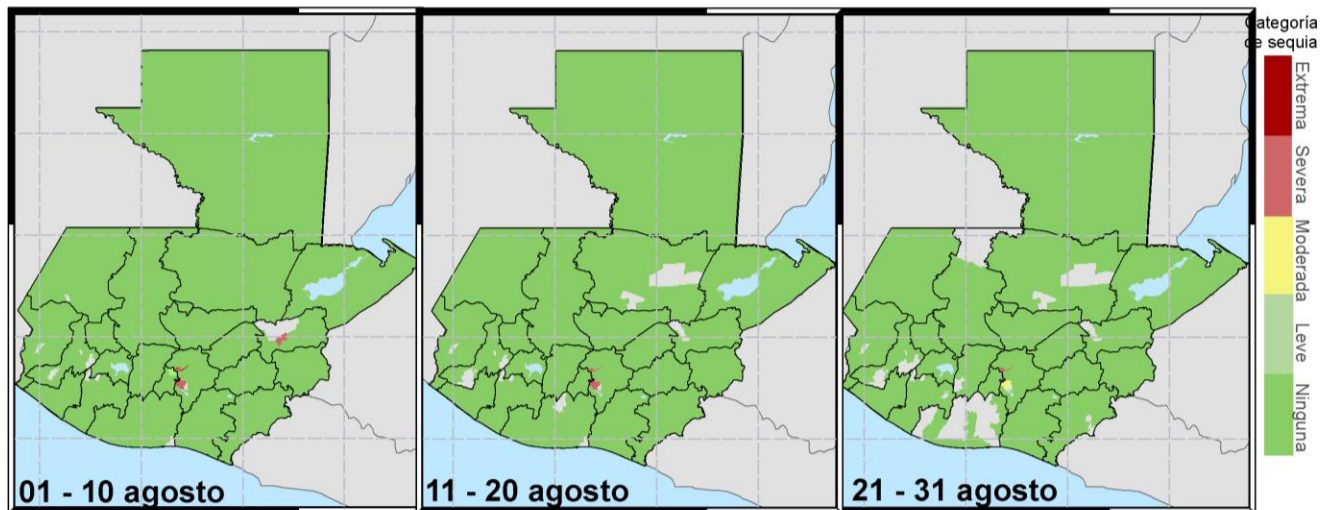 Categoría
de sequia
Extrema
Severa
Moderada
Leve
Ninguna
01 - 10 agosto
11 - 20 agosto
21 - 31 agosto